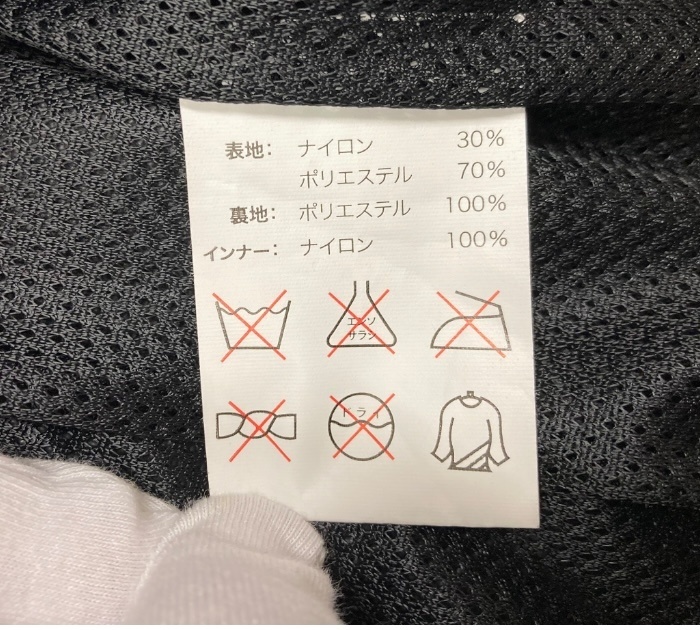 表地： ナイロン 30%
ポリエステル 70%
裏地： ポリエステル 100%
インナー： ナイロン 100%
エンソ
サラシ
ドライ